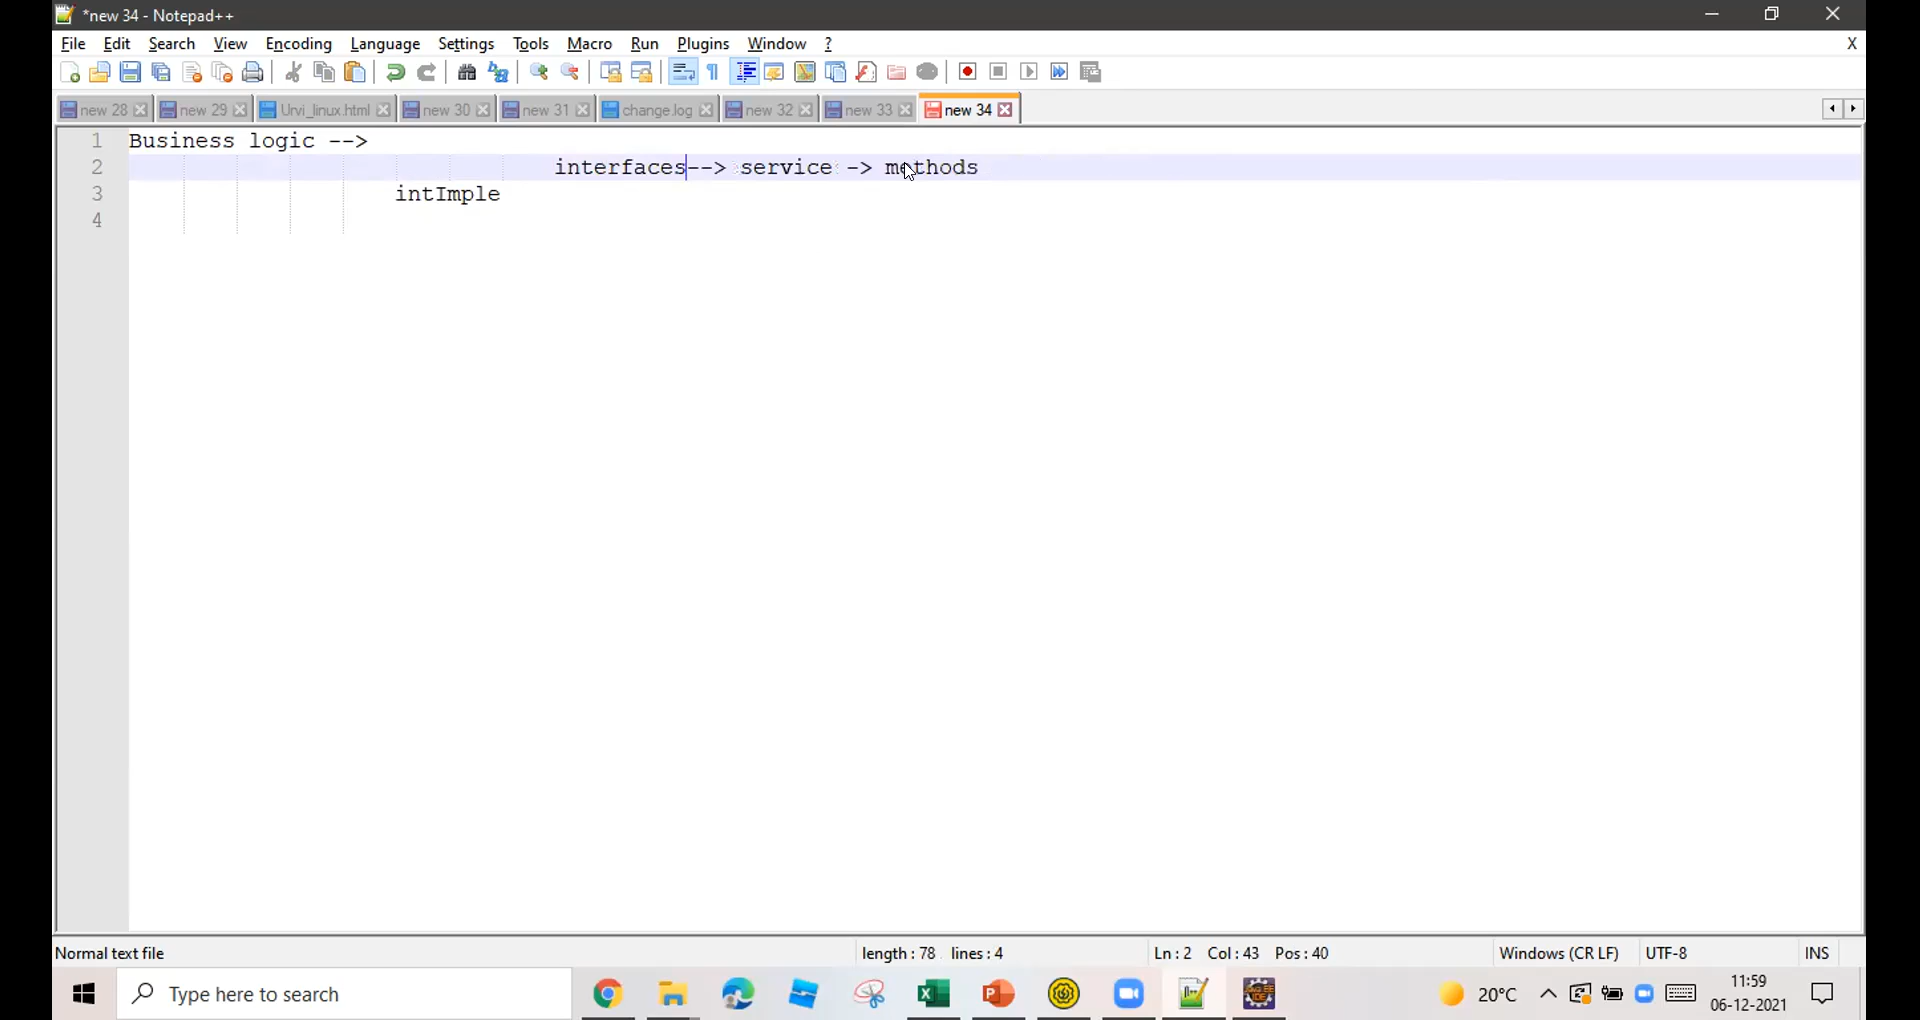 *new 34 - Notepad++
File Edit Search View Encoding Language Settings Tools Macro Run Plugins Window ? X
new 28 new 29 Urvi_linux.html new 30 new 31 change.log new 32 new 33 new 34
1 Business logic -->
2 interfaces--> service -> methods
3 intImple
4
Normal text file length : 78 lines : 4 Ln : 2 Col : 43 Pos : 40 Windows (CR LF) UTF-8 INS
Type here to search 20°C 11:59
06-12-2021